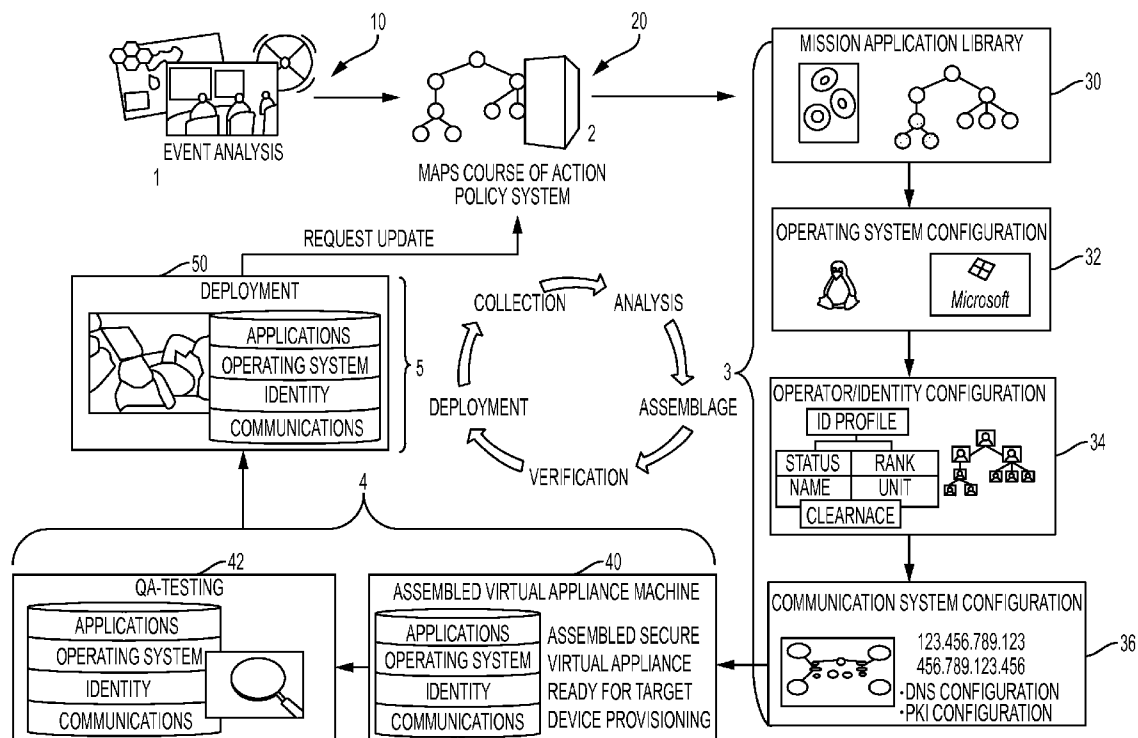 10
EVENT ANALYSIS
1
20
2
MAPS COURSE OF ACTION
POLICY SYSTEM
REQUEST UPDATE
3
MISSION APPLICATION LIBRARY
30
OPERATING SYSTEM CONFIGURATION
Microsoft
32
OPERATOR/IDENTITY CONFIGURATION
ID PROFILE
STATUS RANK
NAME UNIT
CLEARNACE
34
COMMUNICATION SYSTEM CONFIGURATION
123.456.789.123
456.789.123.456
•DNS CONFIGURATION
•PKI CONFIGURATION
36
COLLECTION
ANALYSIS
ASSEMBLAGE
VERIFICATION
DEPLOYMENT
50
DEPLOYMENT
APPLICATIONS
OPERATING SYSTEM
IDENTITY
COMMUNICATIONS
5
4
42
QA-TESTING
APPLICATIONS
OPERATING SYSTEM
IDENTITY
COMMUNICATIONS
40
ASSEMBLED VIRTUAL APPLIANCE MACHINE
APPLICATIONS ASSEMBLED SECURE
OPERATING SYSTEM VIRTUAL APPLIANCE
IDENTITY READY FOR TARGET
COMMUNICATIONS DEVICE PROVISIONING